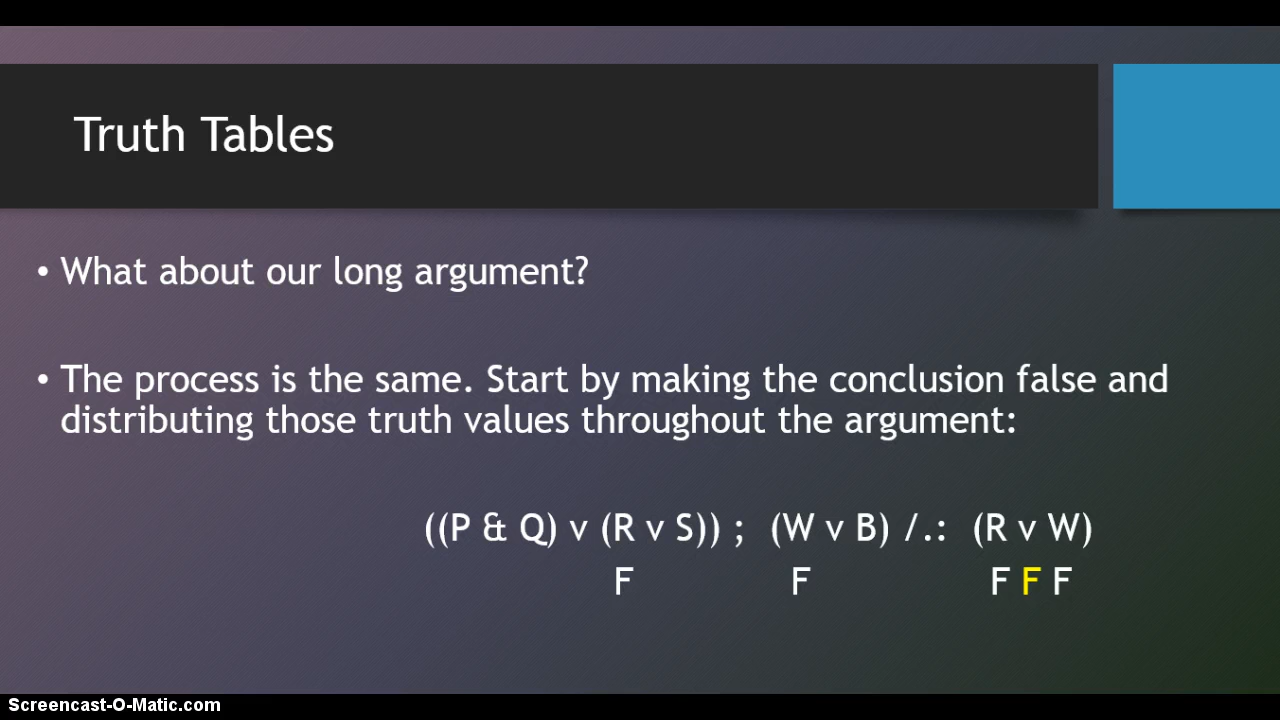 Truth Tables
• What about our long argument?
• The process is the same. Start by making the conclusion false and
distributing those truth values throughout the argument:
((P & Q) v (R v S)) ; (W v B) /.: (R v W)
F F F F F
Screencast-O-Matic.com